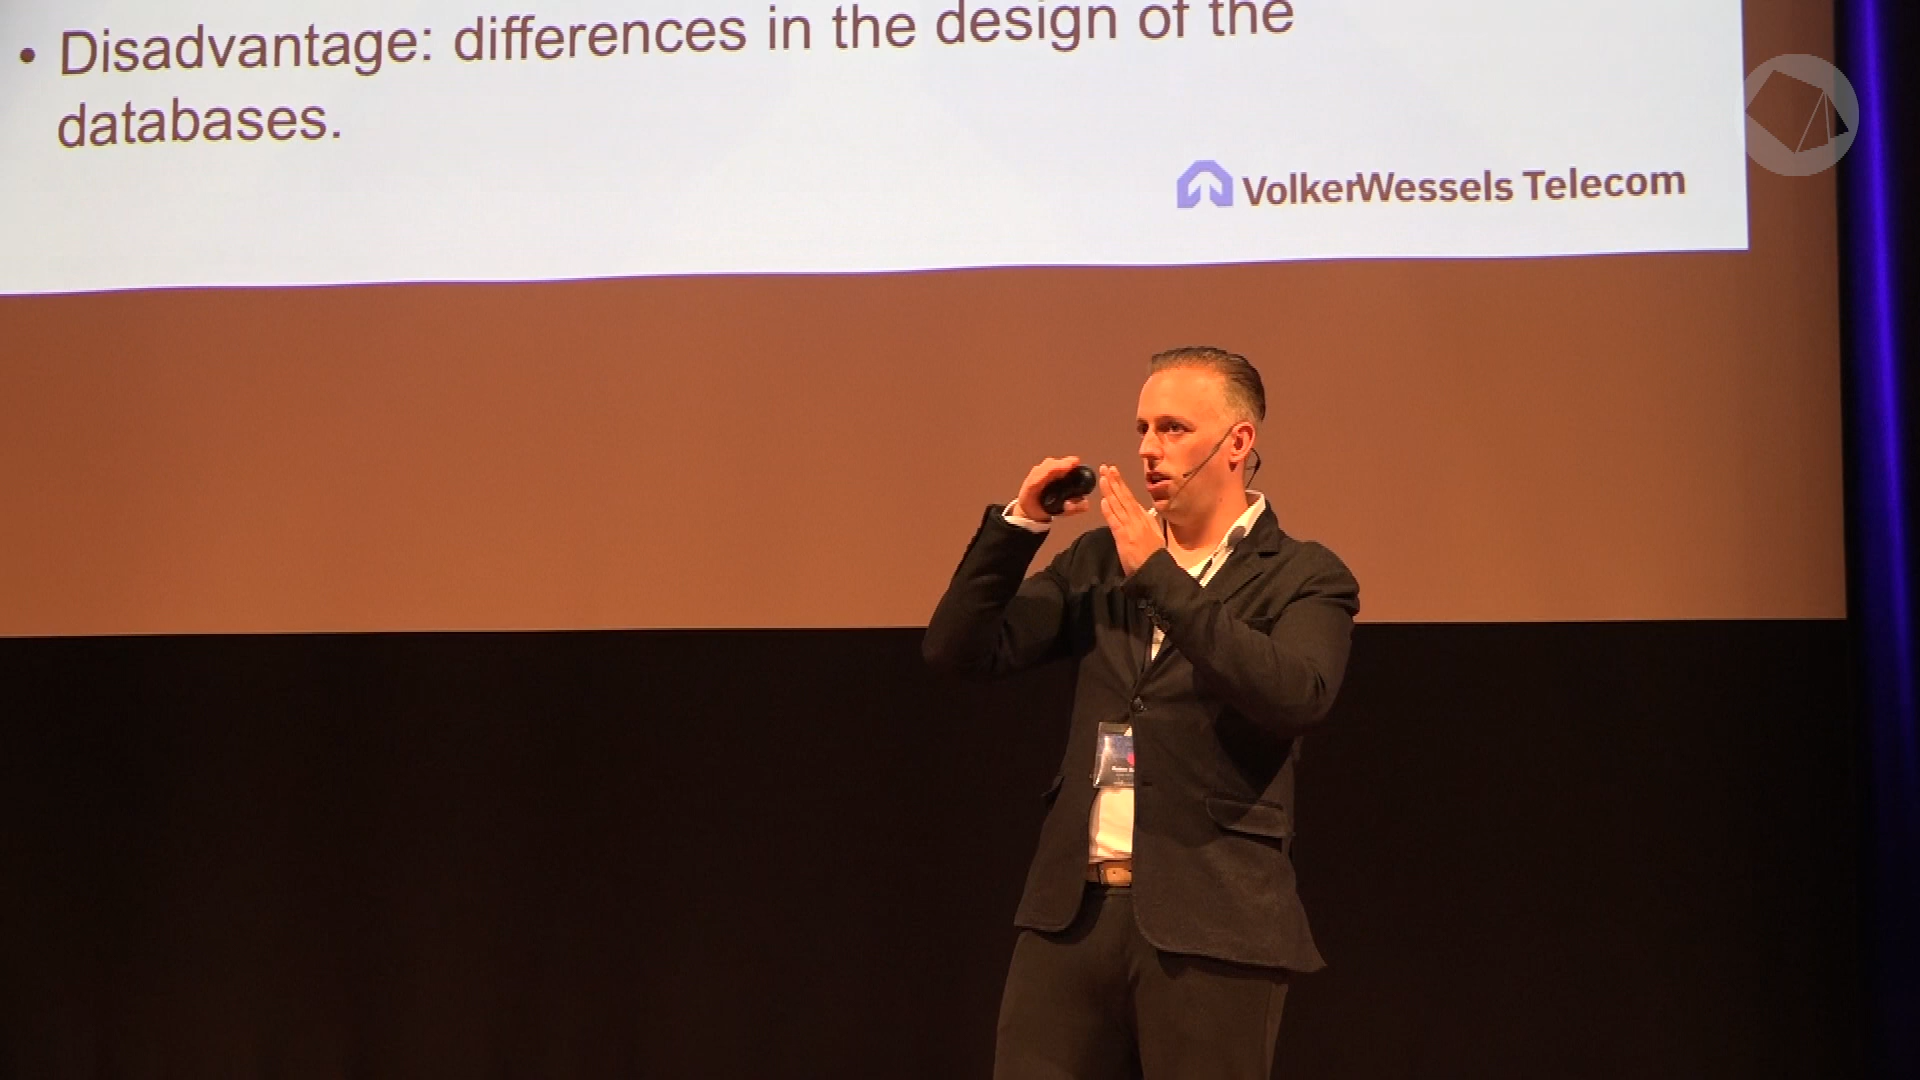 • Disadvantage: differences in the design of the
databases.
VolkerWessels Telecom